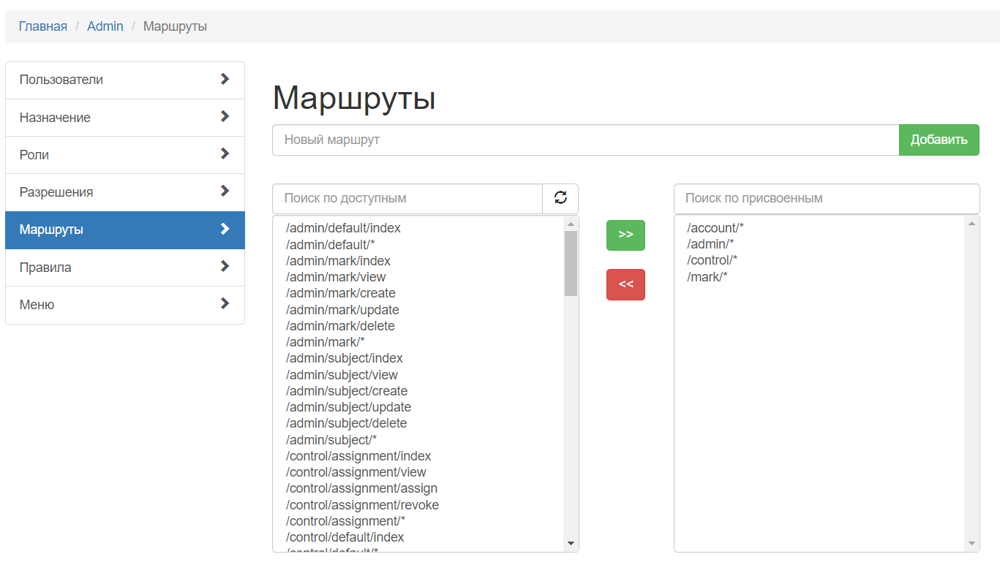 Главная / Admin / Маршруты
Пользователи
Назначение
Роли
Разрешения
Маршруты
Правила
Меню
Маршруты
Новый маршрут
Добавить
Поиск по доступным
/admin/default/index
/admin/default/*
/admin/mark/index
/admin/mark/view
/admin/mark/create
/admin/mark/update
/admin/mark/delete
/admin/mark/*
/admin/subject/index
/admin/subject/view
/admin/subject/create
/admin/subject/update
/admin/subject/delete
/admin/subject/*
/control/assignment/index
/control/assignment/view
/control/assignment/assign
/control/assignment/revoke
/control/assignment/*
/control/default/index
/control/default/*
>>
<<
Поиск по присвоенным
/account/*
/admin/*
/control/*
/mark/*